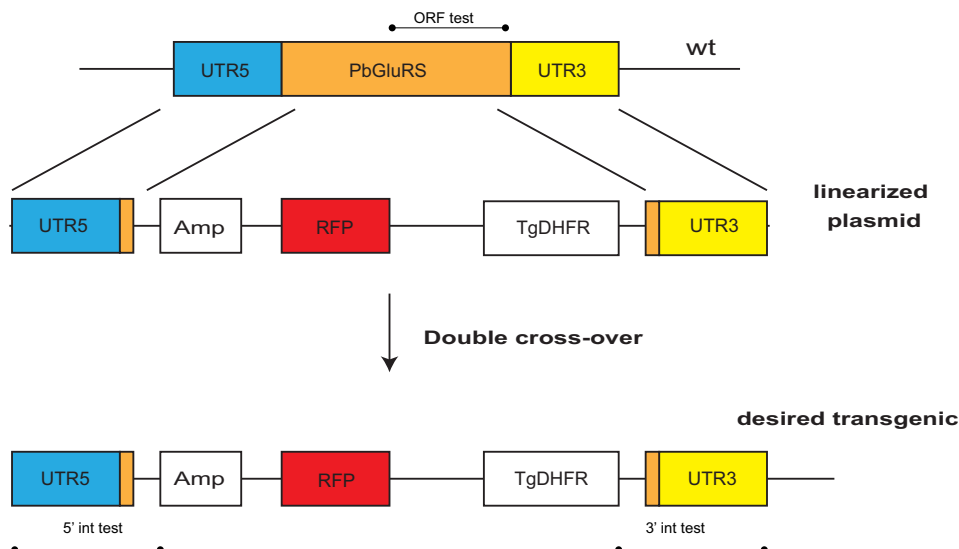 ORF test
wt
UTR5 PbGluRS UTR3
linearized
plasmid
UTR5 Amp RFP TgDHFR UTR3
Double cross-over
desired transgenic
UTR5 Amp RFP TgDHFR UTR3
5’ int test 3’ int test